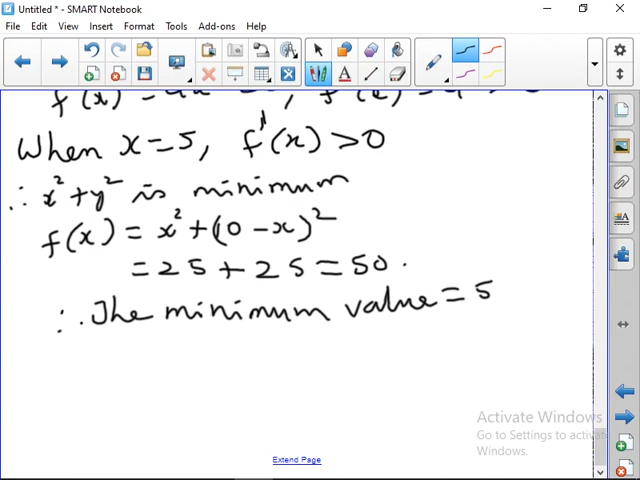 Untitled * - SMART Notebook
File Edit View Insert Format Tools Add-ons Help
When x = 5, f''(x) > 0
∴ x² + y² is minimum
f(x) = x² + (10 - x)²
= 25 + 25 = 50.
∴ The minimum value = 5
Activate Windows
Go to Settings to activate
Windows.
Extend Page